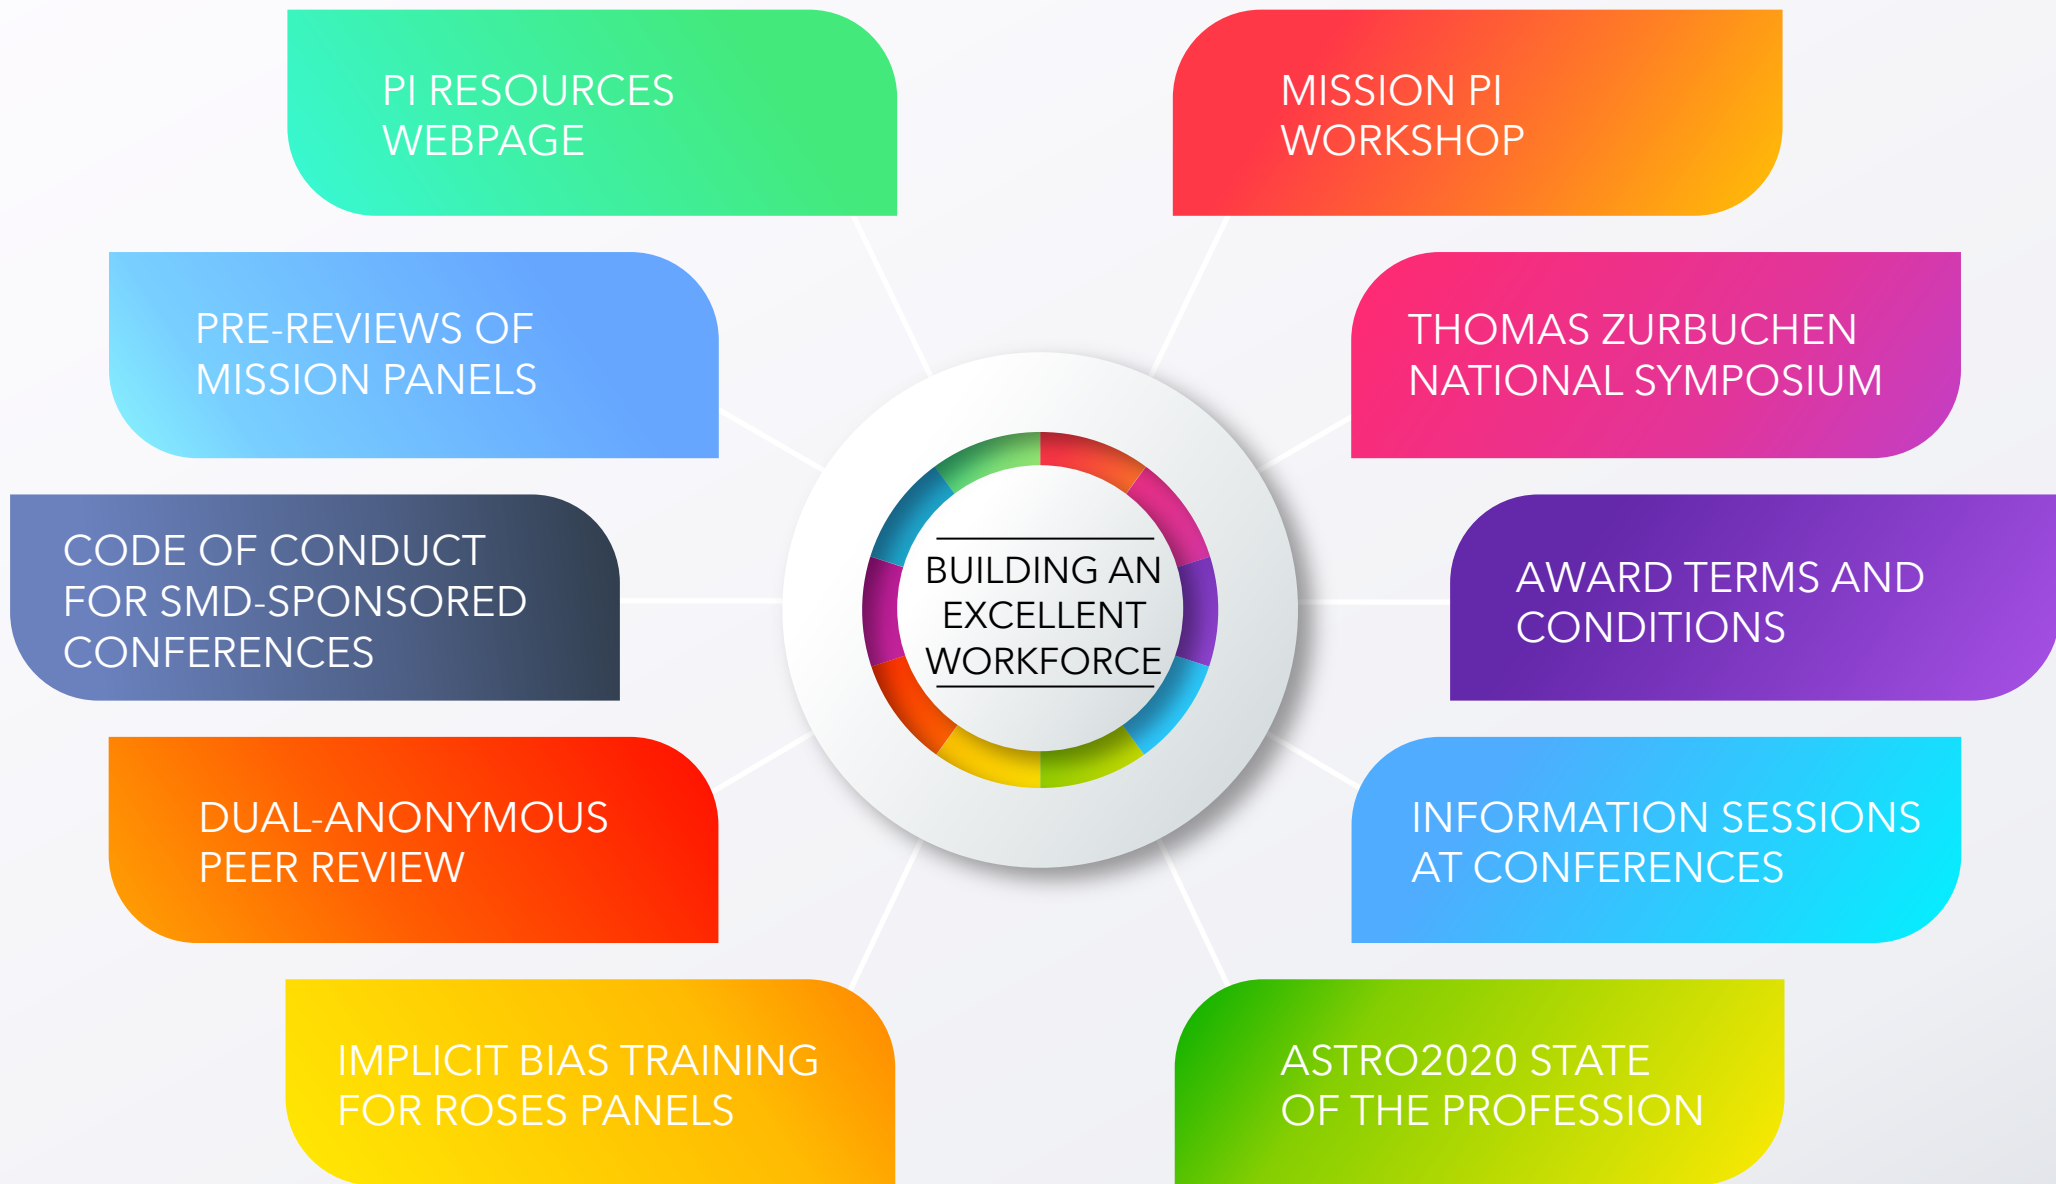 PI RESOURCES
WEBPAGE
MISSION PI
WORKSHOP
PRE-REVIEWS OF
MISSION PANELS
THOMAS ZURBUCHEN
NATIONAL SYMPOSIUM
CODE OF CONDUCT
FOR SMD-SPONSORED
CONFERENCES
BUILDING AN
EXCELLENT
WORKFORCE
AWARD TERMS AND
CONDITIONS
DUAL-ANONYMOUS
PEER REVIEW
INFORMATION SESSIONS
AT CONFERENCES
IMPLICIT BIAS TRAINING
FOR ROSES PANELS
ASTRO2020 STATE
OF THE PROFESSION